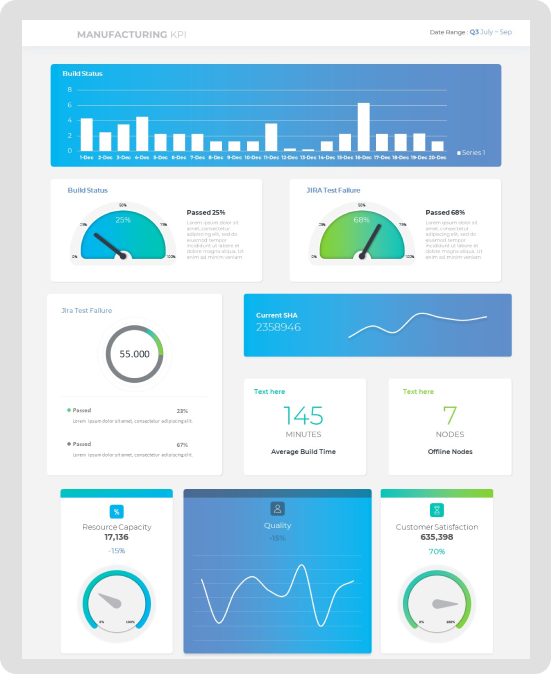 MANUFACTURING KPI
Date Range : Q3 July – Sep
Build Status
8
6
4
2
0
1-Dec 2-Dec 3-Dec 4-Dec 5-Dec 6-Dec 7-Dec 8-Dec 9-Dec 10-Dec 11-Dec 12-Dec 13-Dec 14-Dec 15-Dec 16-Dec 17-Dec 18-Dec 19-Dec 20-Dec
Series 1
Build Status
50%
25%
75%
0%
100%
25%
Passed 25%
Lorem ipsum dolor sit
amet, consectetur
adipiscing elit, sed do
eiusmod tempor
incididunt ut labore et
dolore magna aliqua. Ut
enim ad minim veniam
JIRA Test Failure
50%
25%
75%
0%
100%
68%
Passed 68%
Lorem ipsum dolor sit
amet, consectetur
adipiscing elit, sed do
eiusmod tempor
incididunt ut labore et
dolore magna aliqua. Ut
enim ad minim veniam
Jira Test Failure
55.000
Passed 23%
Lorem ipsum dolor sit amet, consectetur adipiscing elit.
Passed 67%
Lorem ipsum dolor sit amet, consectetur adipiscing elit.
Current SHA
2358946
Text here
145
MINUTES
Average Build Time
Text here
7
NODES
Offline Nodes
%
Resource Capacity
17,136
-15%
0%
Quality
-15%
Customer Satisfaction
635,398
70%
0%